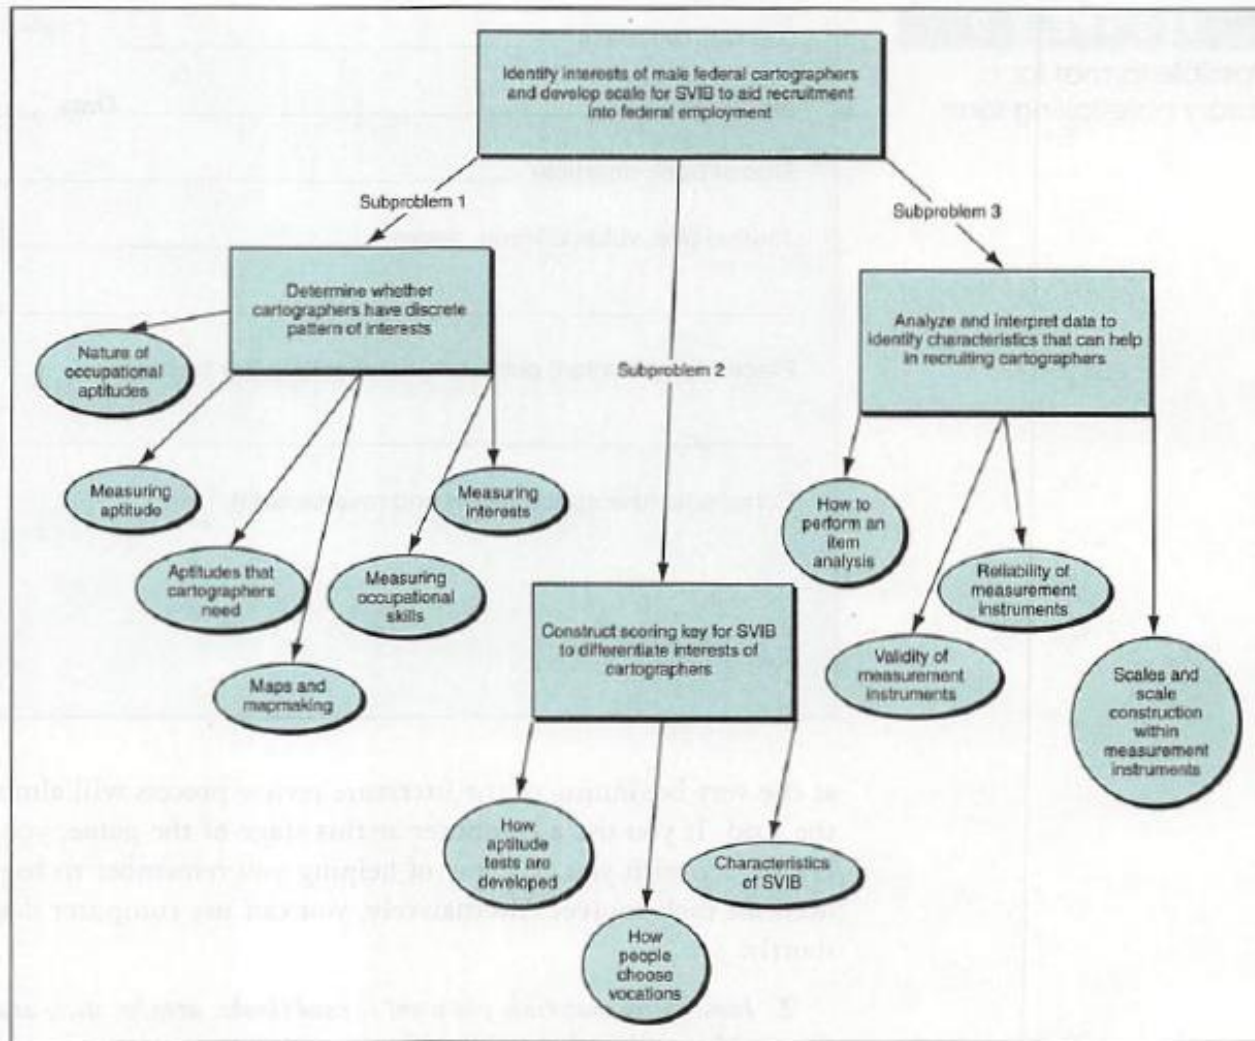 Identify interests of male federal cartographers
and develop scale for SVIB to aid recruitment
into federal employment
Subproblem 1
Subproblem 2
Subproblem 3
Determine whether
cartographers have discrete
pattern of interests
Nature of
occupational
aptitudes
Measuring
aptitude
Aptitudes that
cartographers
need
Maps and
mapmaking
Measuring
occupational
skills
Measuring
interests
Construct scoring key for SVIB
to differentiate interests of
cartographers
How
aptitude
tests are
developed
How
people
choose
vocations
Characteristics
of SVIB
Analyze and interpret data to
identify characteristics that can help
in recruiting cartographers
How to
perform an
item
analysis
Validity of
measurement
instruments
Reliability of
measurement
instruments
Scales and
scale
construction
within
measurement
instruments